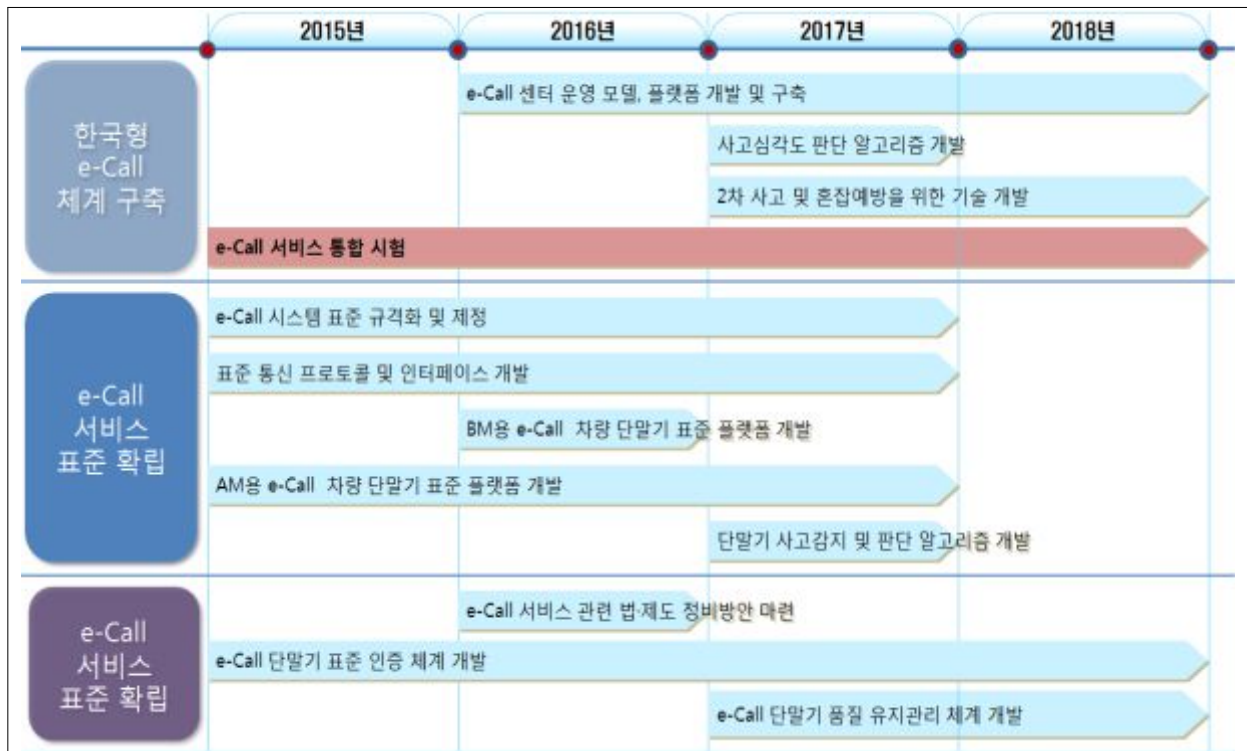 2015년 2016년 2017년 2018년
한국형
e-Call
체계 구축
e-Call 센터 운영 모델, 플랫폼 개발 및 구축
사고심각도 판단 알고리즘 개발
2차 사고 및 혼잡예방을 위한 기술 개발
e-Call 서비스 통합 시험
e-Call
서비스
표준 확립
e-Call 시스템 표준 규격화 및 제정
표준 통신 프로토콜 및 인터페이스 개발
BM용 e-Call 차량 단말기 표준 플랫폼 개발
AM용 e-Call 차량 단말기 표준 플랫폼 개발
단말기 사고감지 및 판단 알고리즘 개발
e-Call
서비스
표준 확립
e-Call 서비스 관련 법·제도 정비방안 마련
e-Call 단말기 표준 인증 체계 개발
e-Call 단말기 품질 유지관리 체계 개발